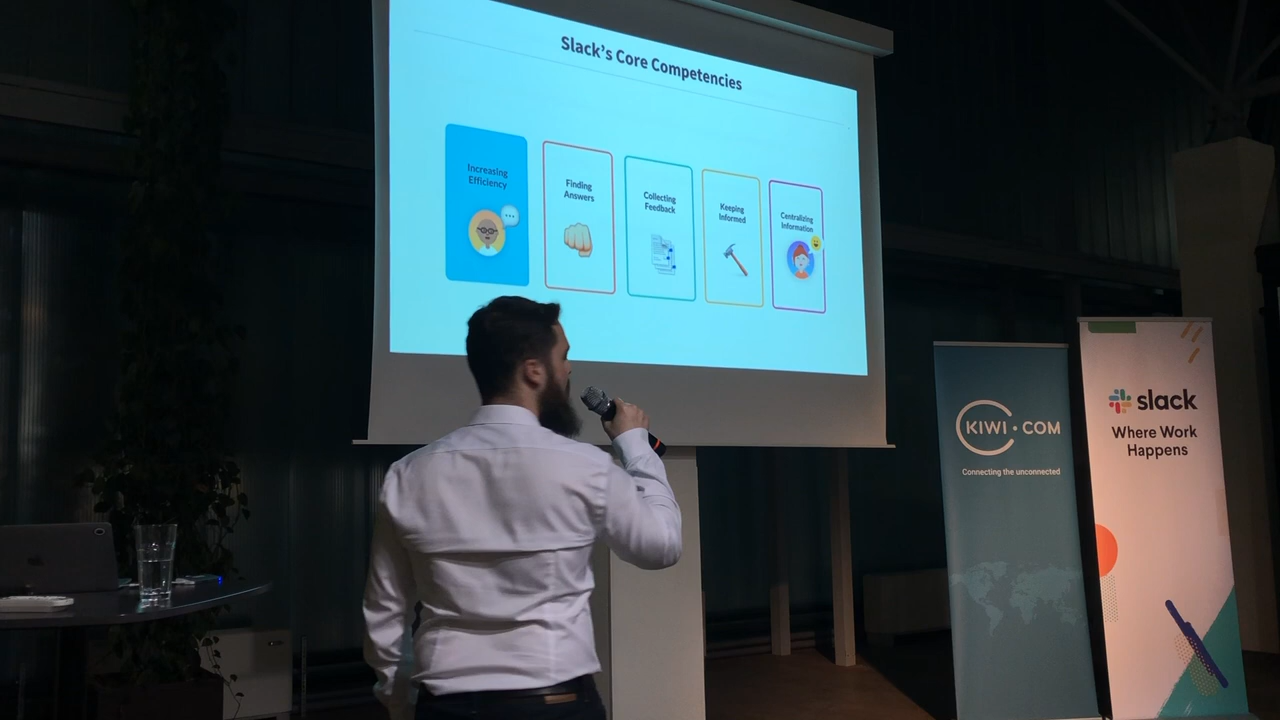 Slack's Core Competencies
Increasing
Efficiency
Finding
Answers
Collecting
Feedback
Keeping
Informed
Centralizing
Information
KIWI.COM
Connecting the unconnected
slack
Where Work
Happens